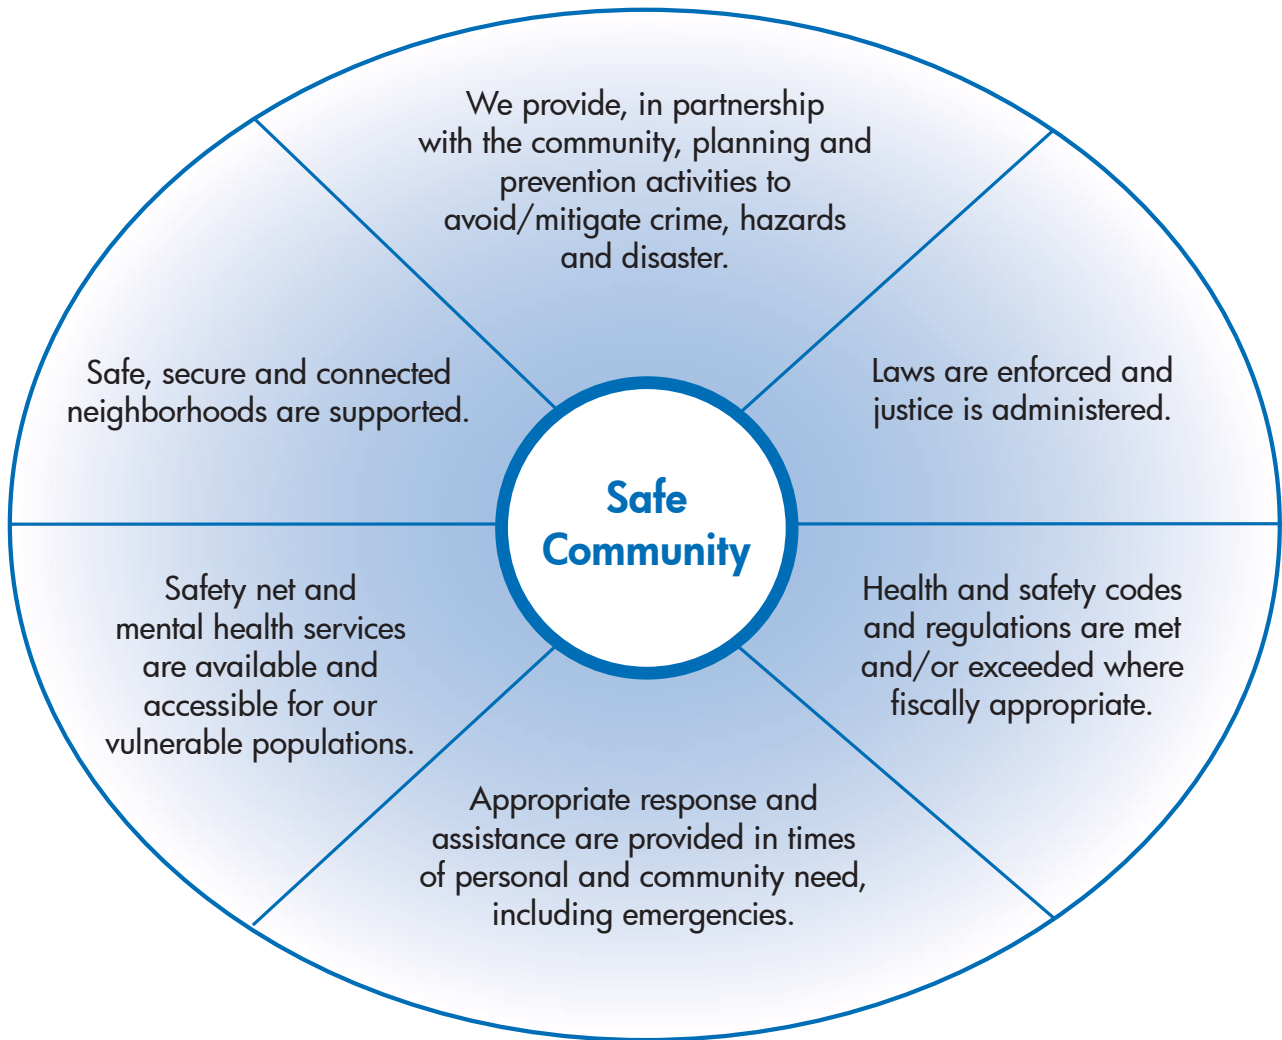 We provide, in partnership
with the community, planning and
prevention activities to
avoid/mitigate crime, hazards
and disaster.
Laws are enforced and
justice is administered.
Health and safety codes
and regulations are met
and/or exceeded where
fiscally appropriate.
Appropriate response and
assistance are provided in times
of personal and community need,
including emergencies.
Safety net and
mental health services
are available and
accessible for our
vulnerable populations.
Safe, secure and connected
neighborhoods are supported.
Safe
Community